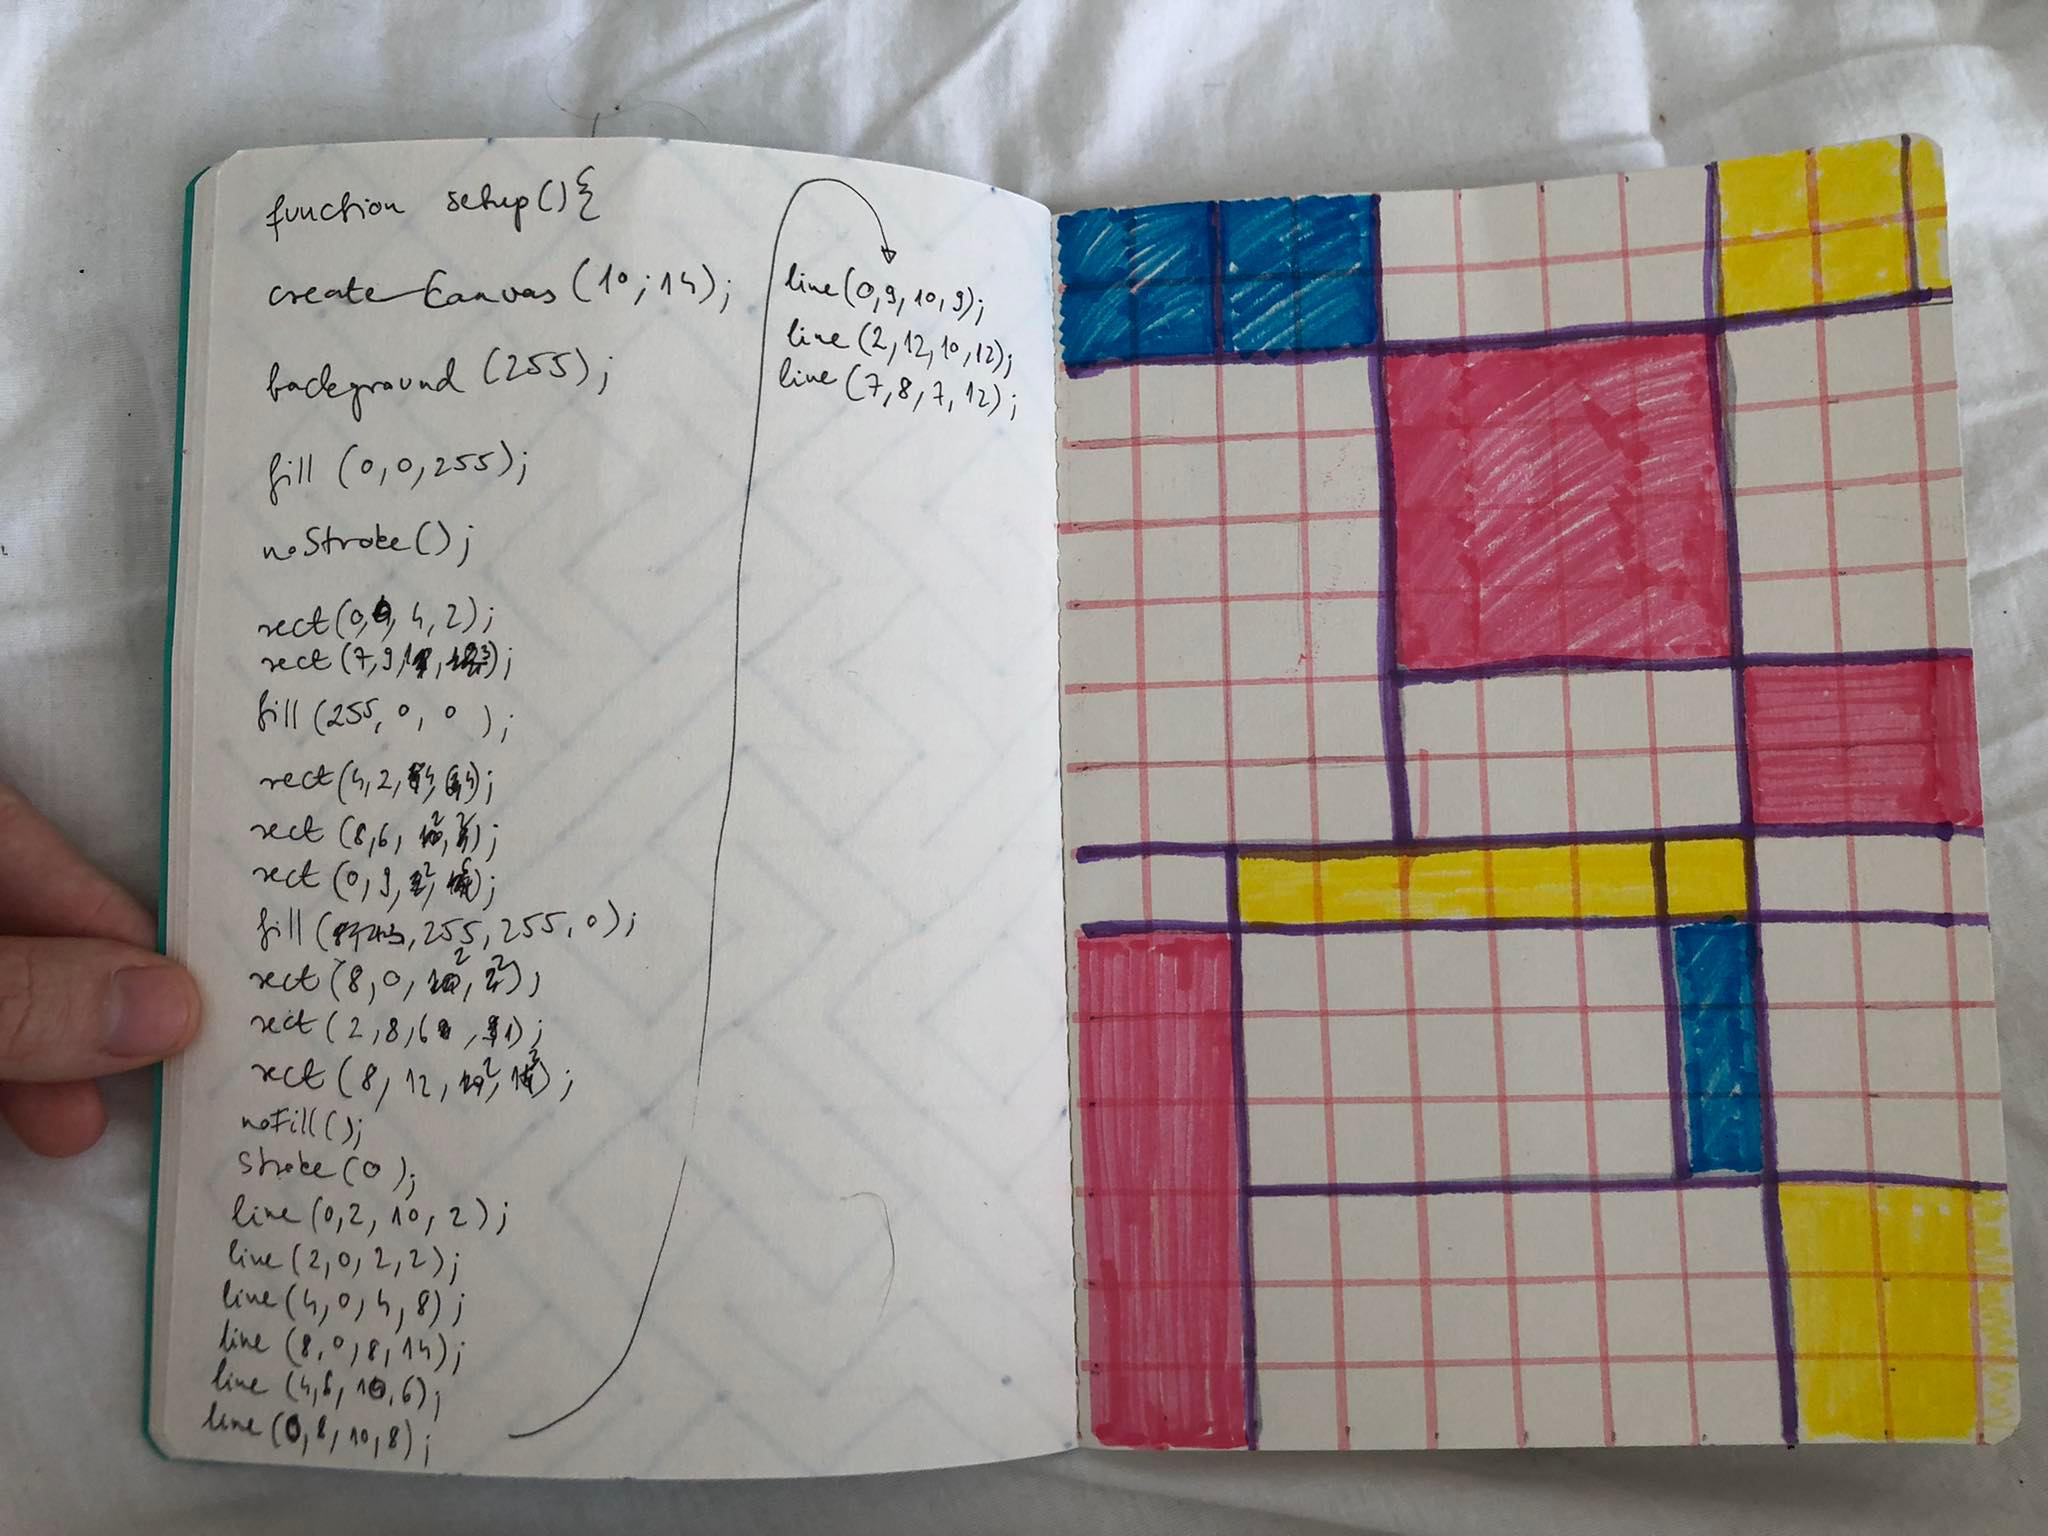 function setup(){
createCanvas (10;14);
background (255);
fill (0,0,255);
noStroke();
rect(0,0,4,2);
rect(7,9,1,3);
fill (255,0,0);
rect(4,2,4,4);
rect(8,6,2,2);
rect(0,9,2,
fill (255,255,0);
rect(8,0,2,2);
rect(2,8,6,1);
rect(8,12,2,
noFill();
stroke(0);
line(0,2,10,2);
line(2,0,2,2);
line(4,0,4,8);
line(8,0,8,14);
line(4,6,10,6);
line(0,8,10,8);
line(0,9,10,9);
line(2,12,10,12);
line(7,8,7,12);